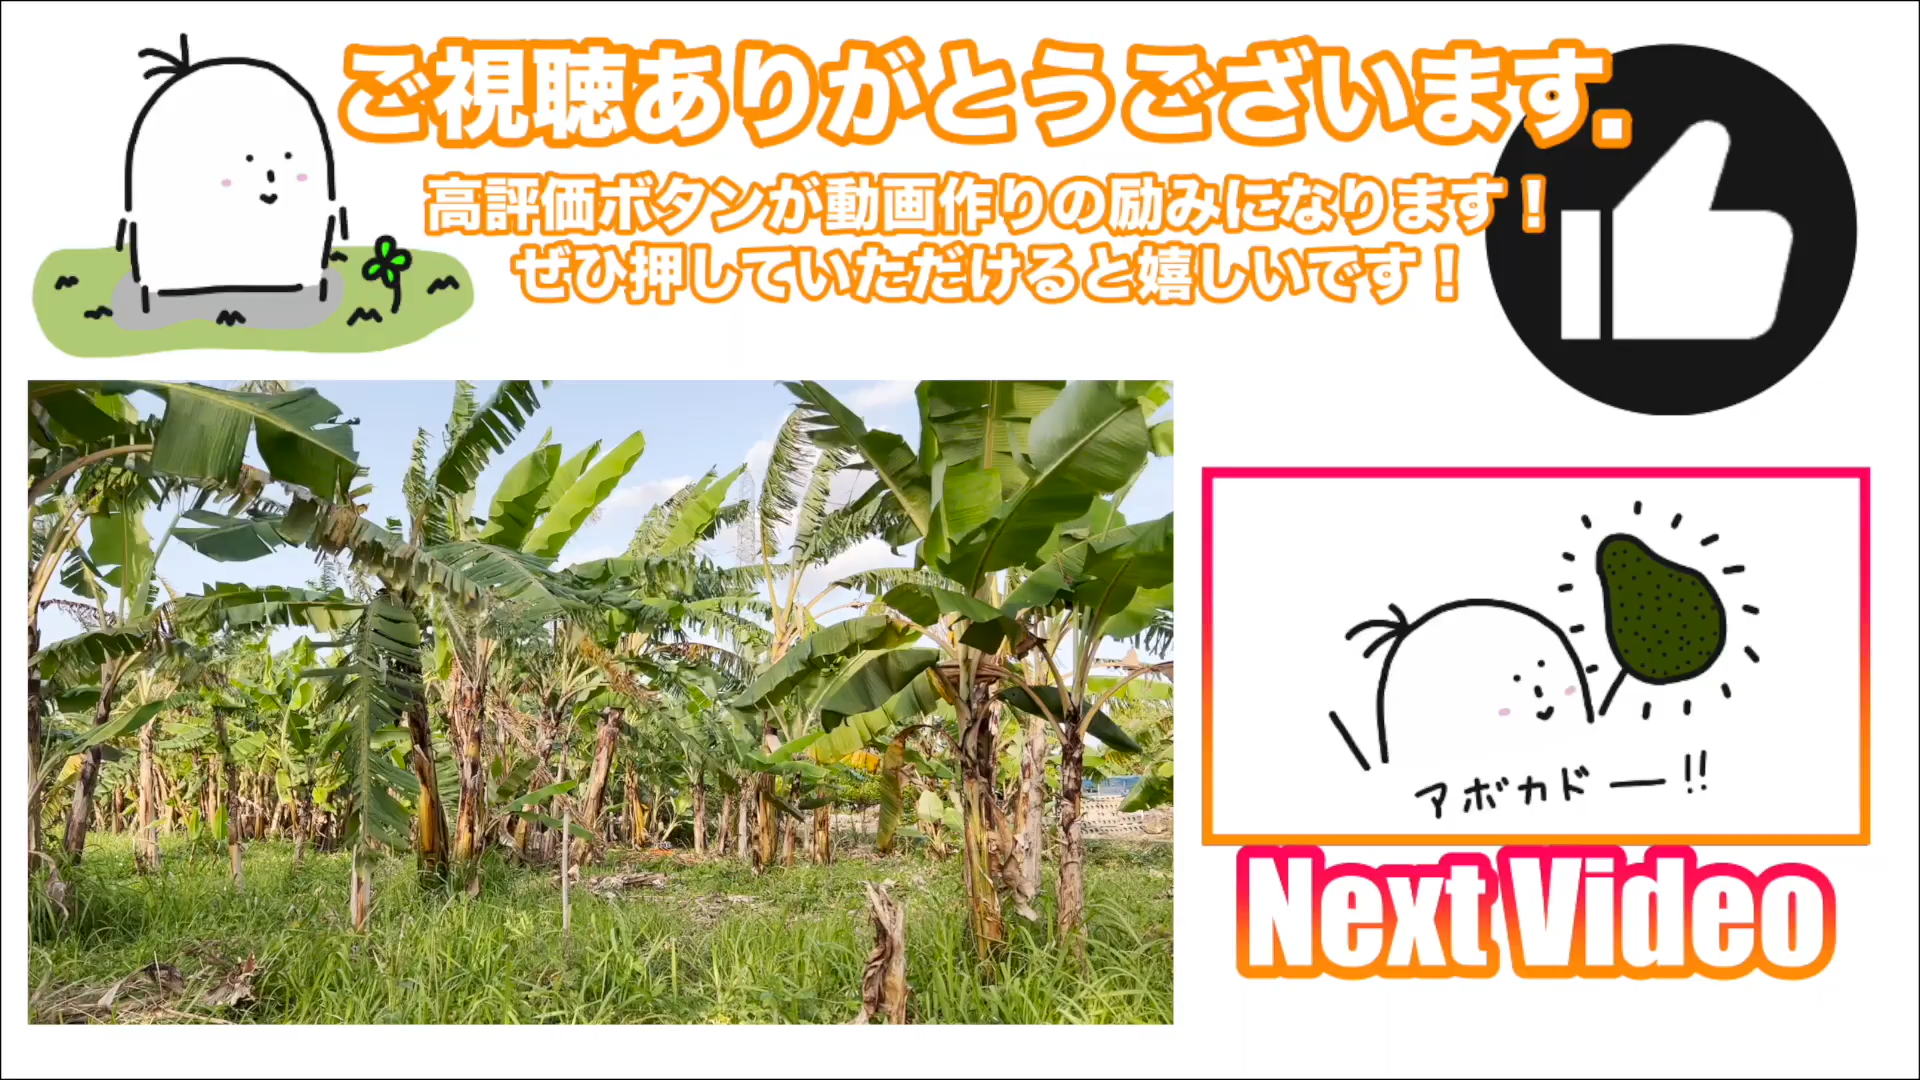 ご視聴ありがとうございます.
高評価ボタンが動画作りの励みになります！
ぜひ押していただけると嬉しいです！
アボカドー!!
Next Video